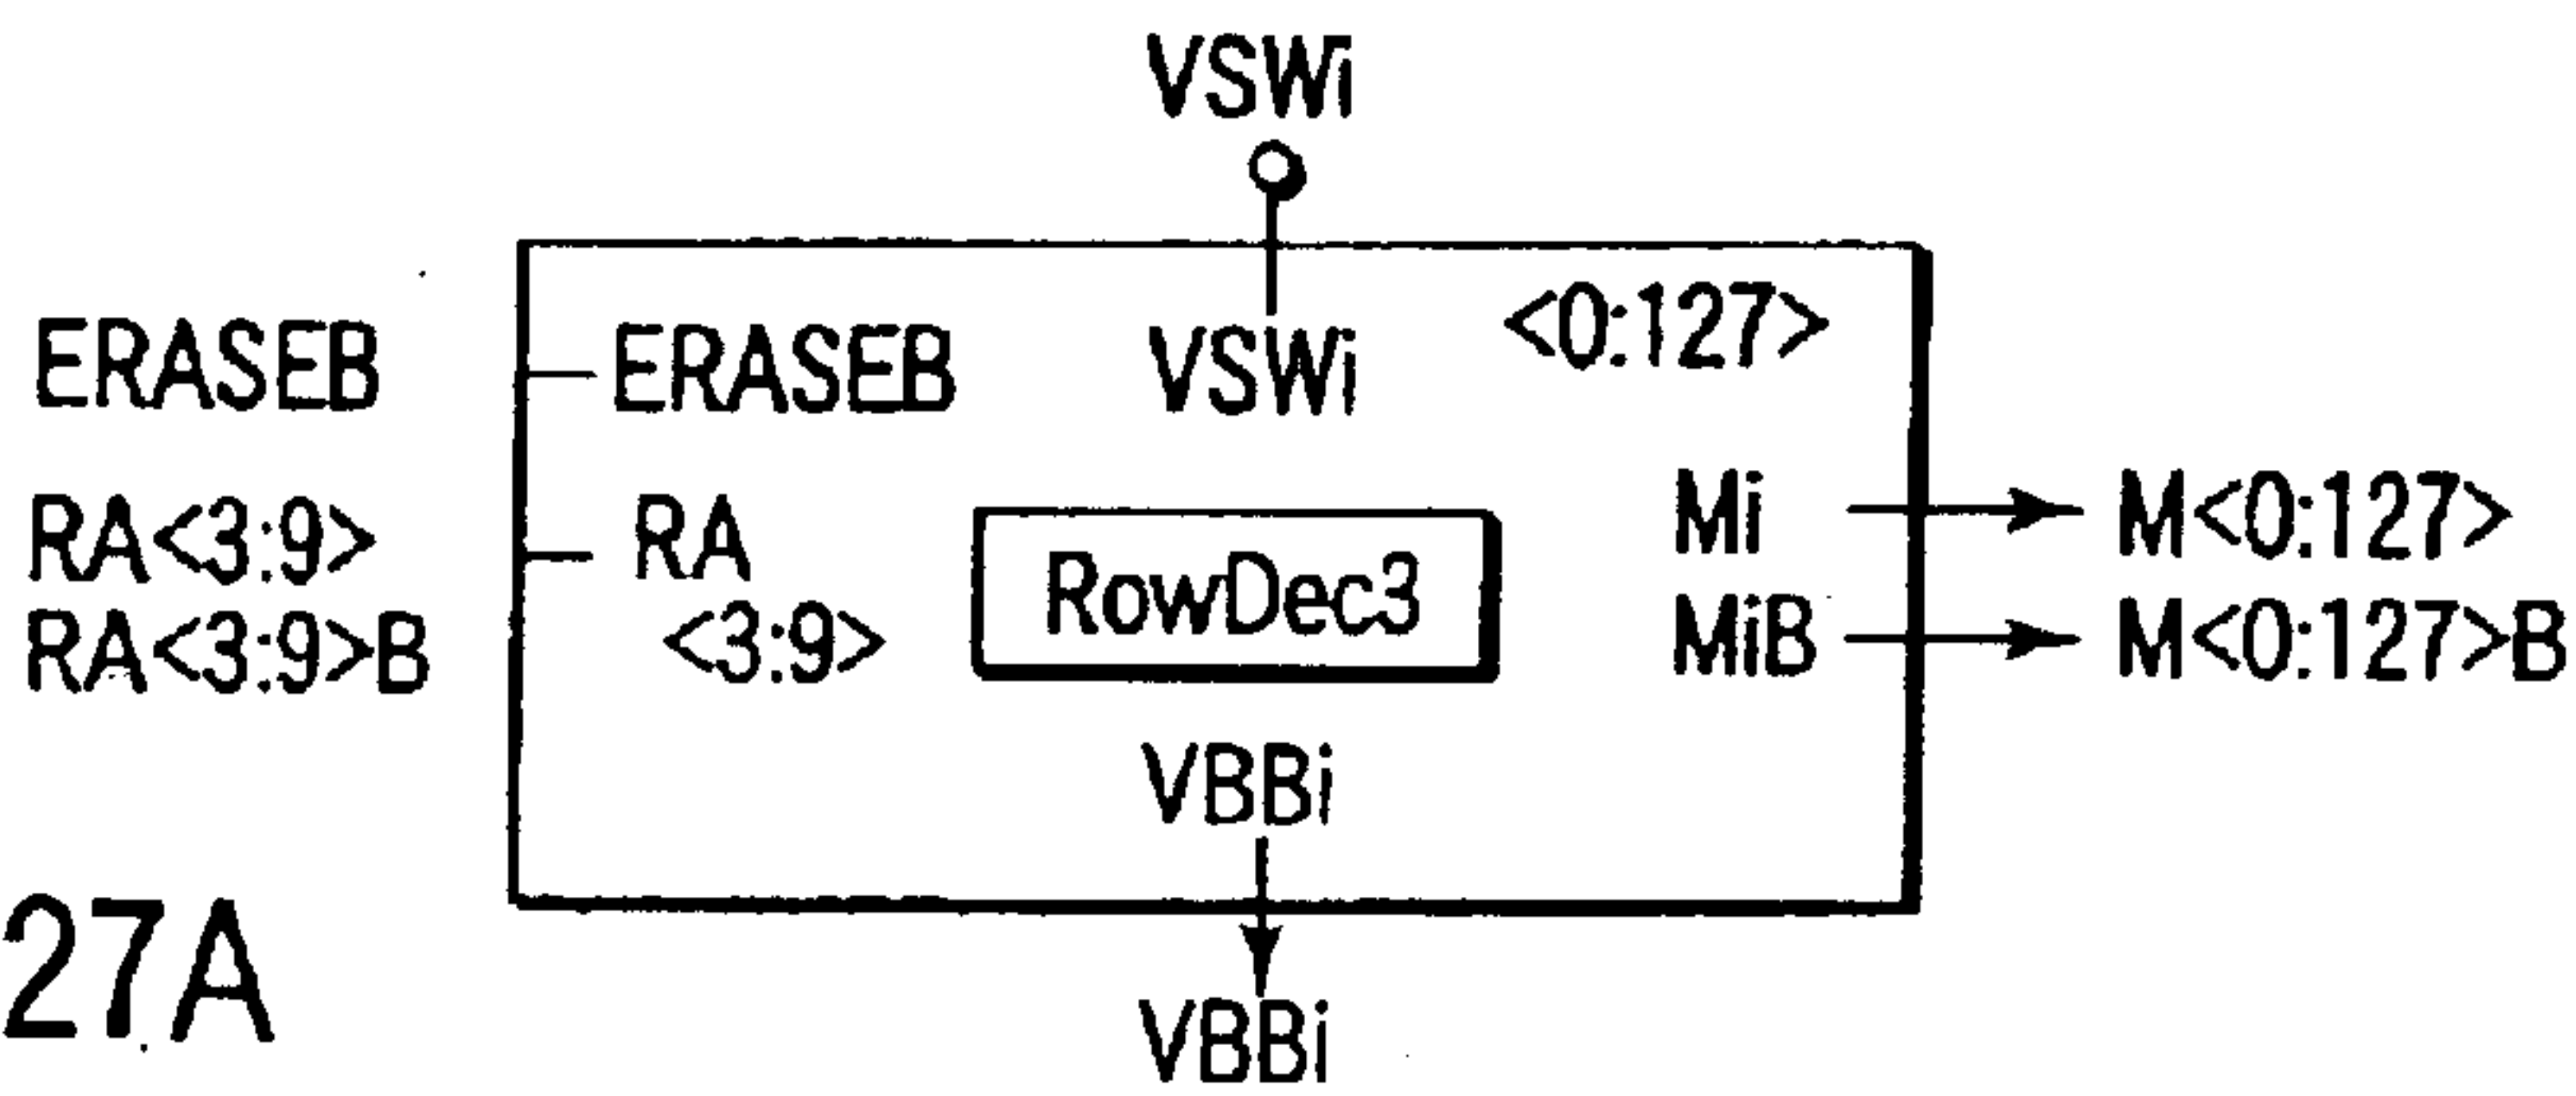 VSWi
<0:127>
ERASEB
ERASEB
VSWi
RA<3:9>
RA<3:9>B
RA
<3:9>
RowDec3
Mi
M<0:127>
MiB
M<0:127>B
VBBi
27A
VBBi